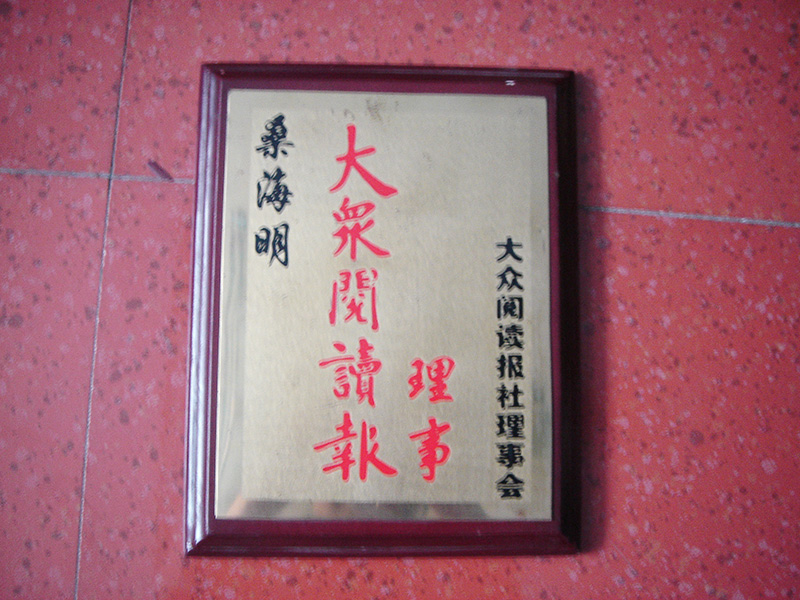 桑海明
大衆閱讀報
理事
大众阅读报社理事会